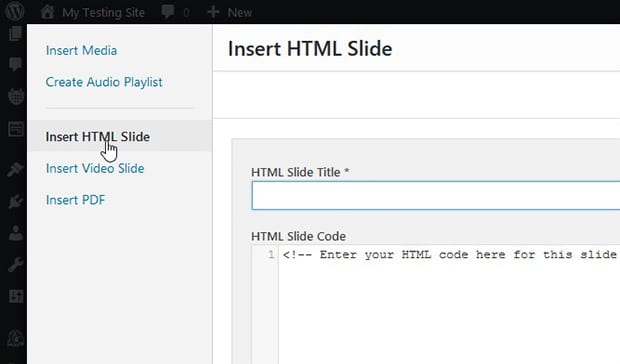 My Testing Site 0 + New
Insert Media
Create Audio Playlist
Insert HTML Slide
Insert Video Slide
Insert PDF
Insert HTML Slide
HTML Slide Title *
HTML Slide Code
1 <!-- Enter your HTML code here for this slide